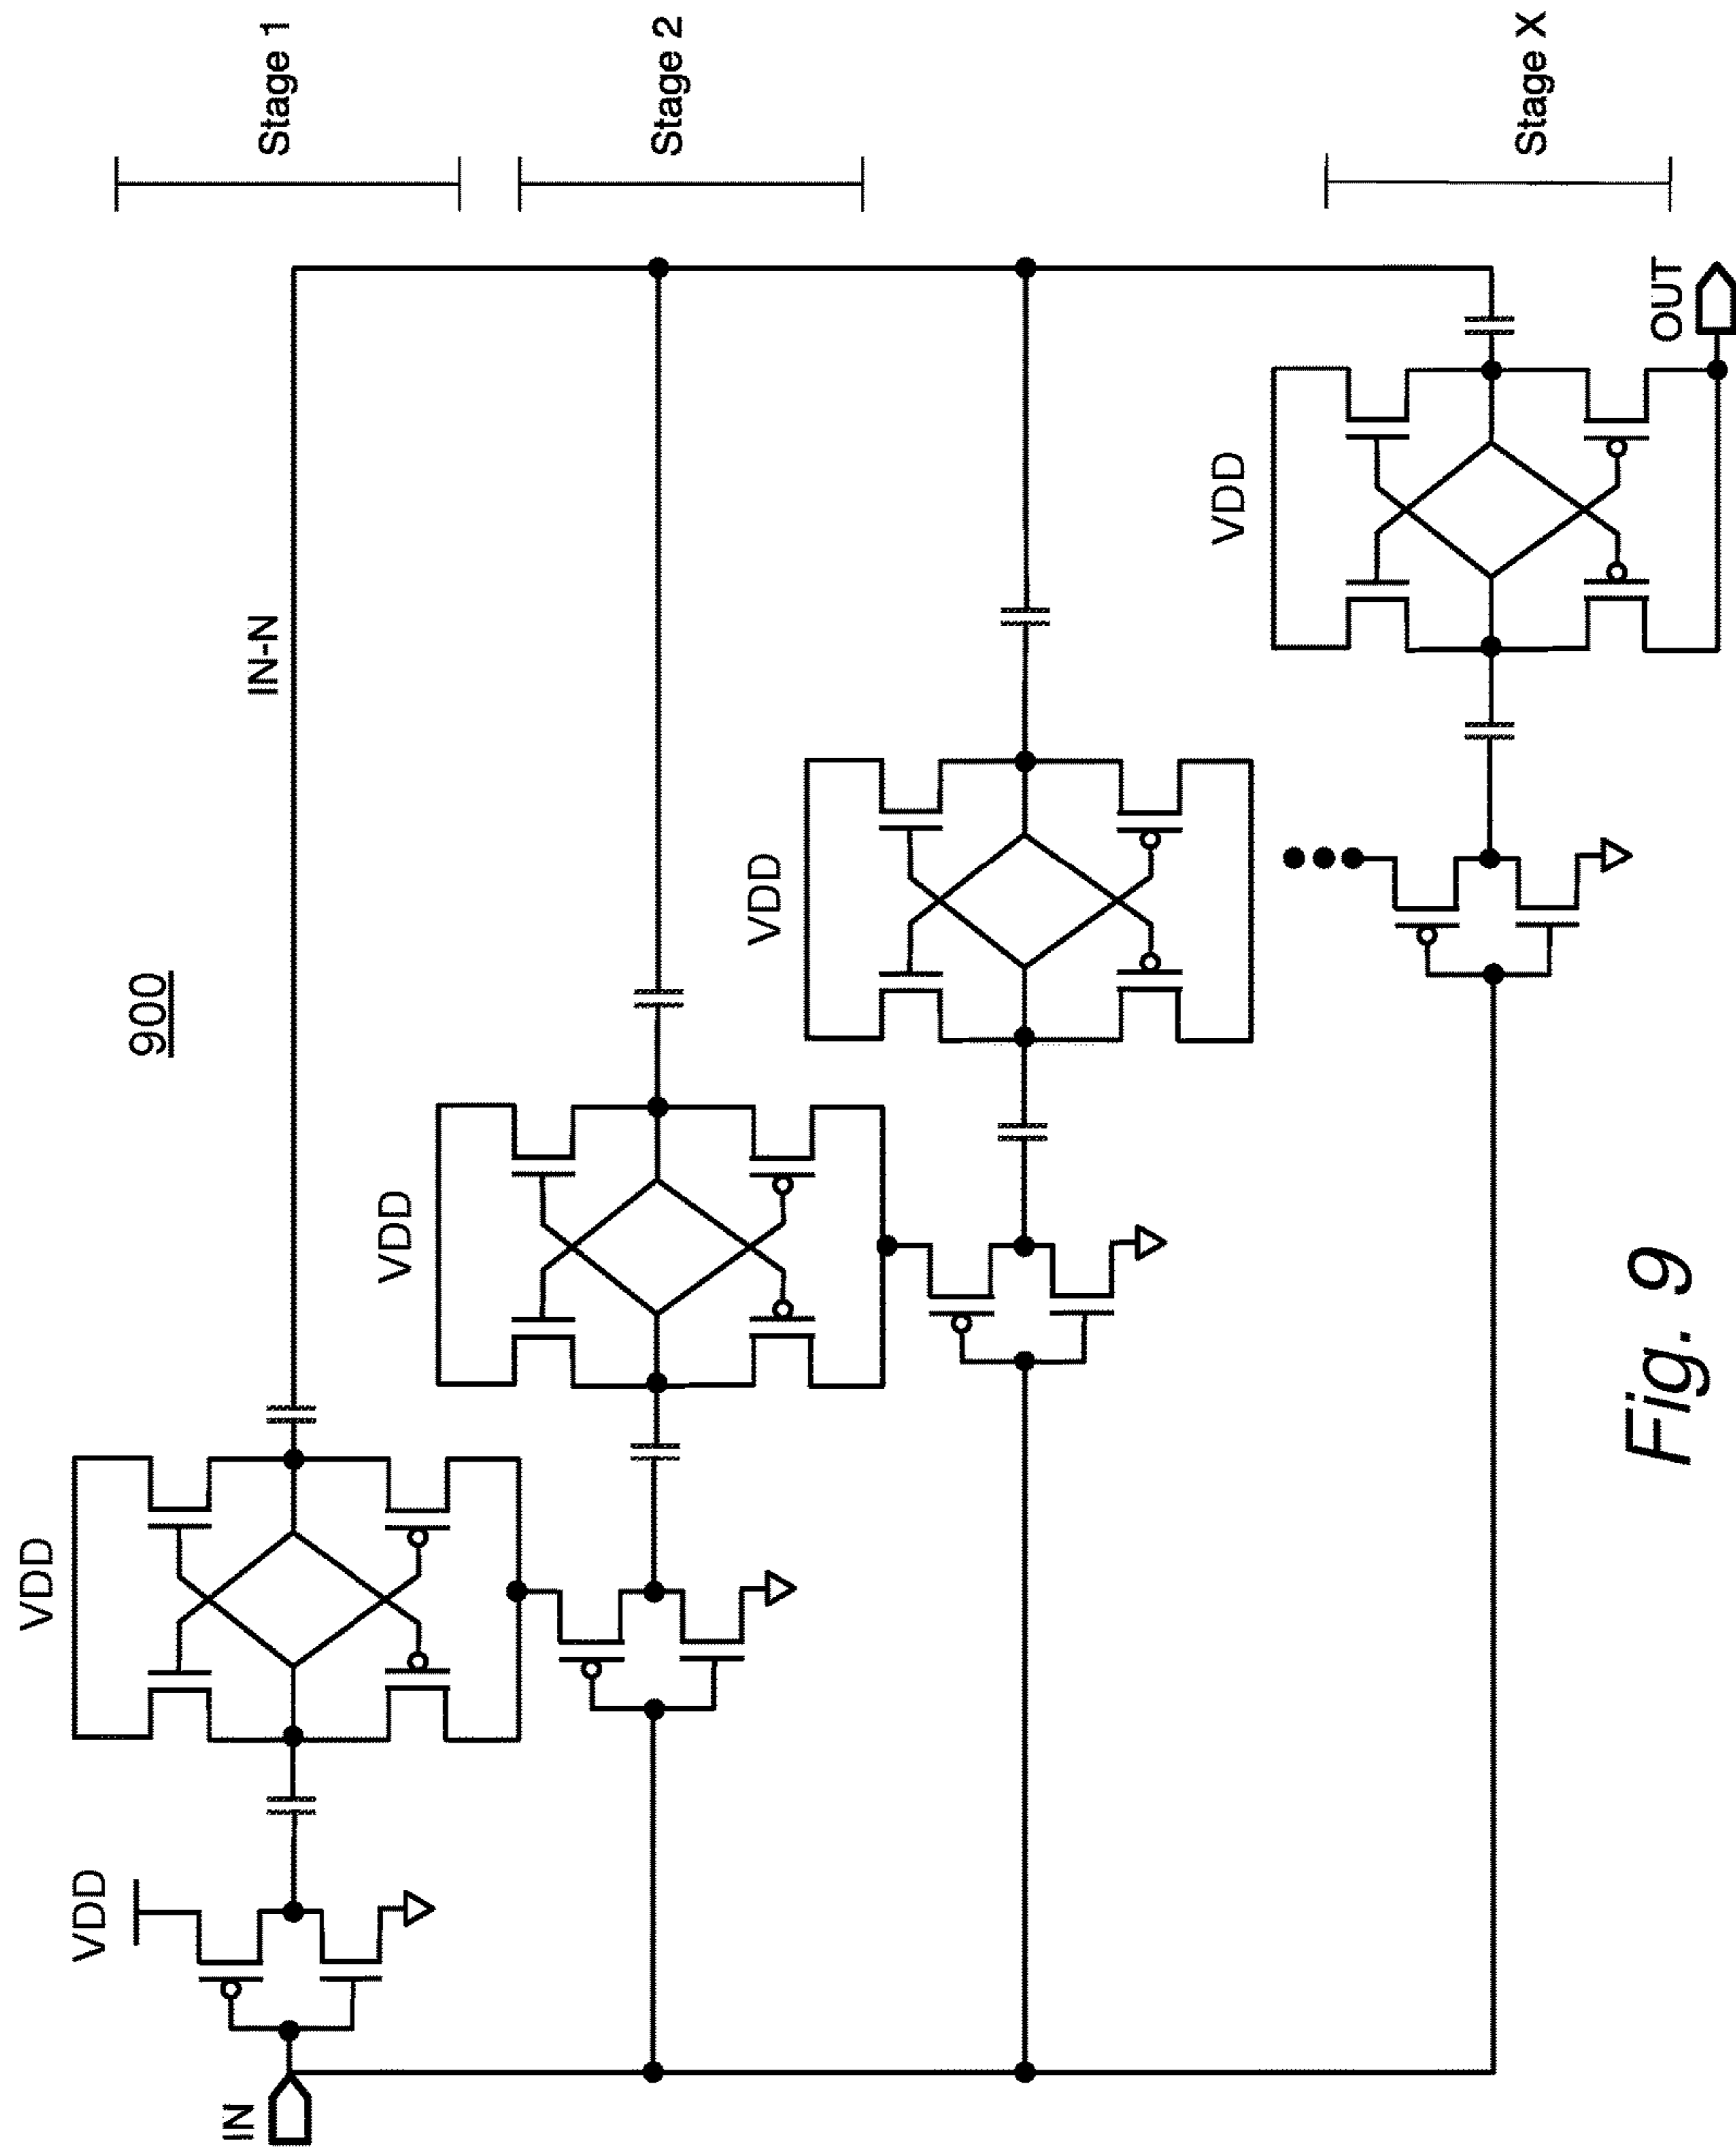 900
Stage 1
Stage 2
Stage X
IN-N
VDD
VDD
VDD
VDD
VDD
IN
OUT
Fig. 9